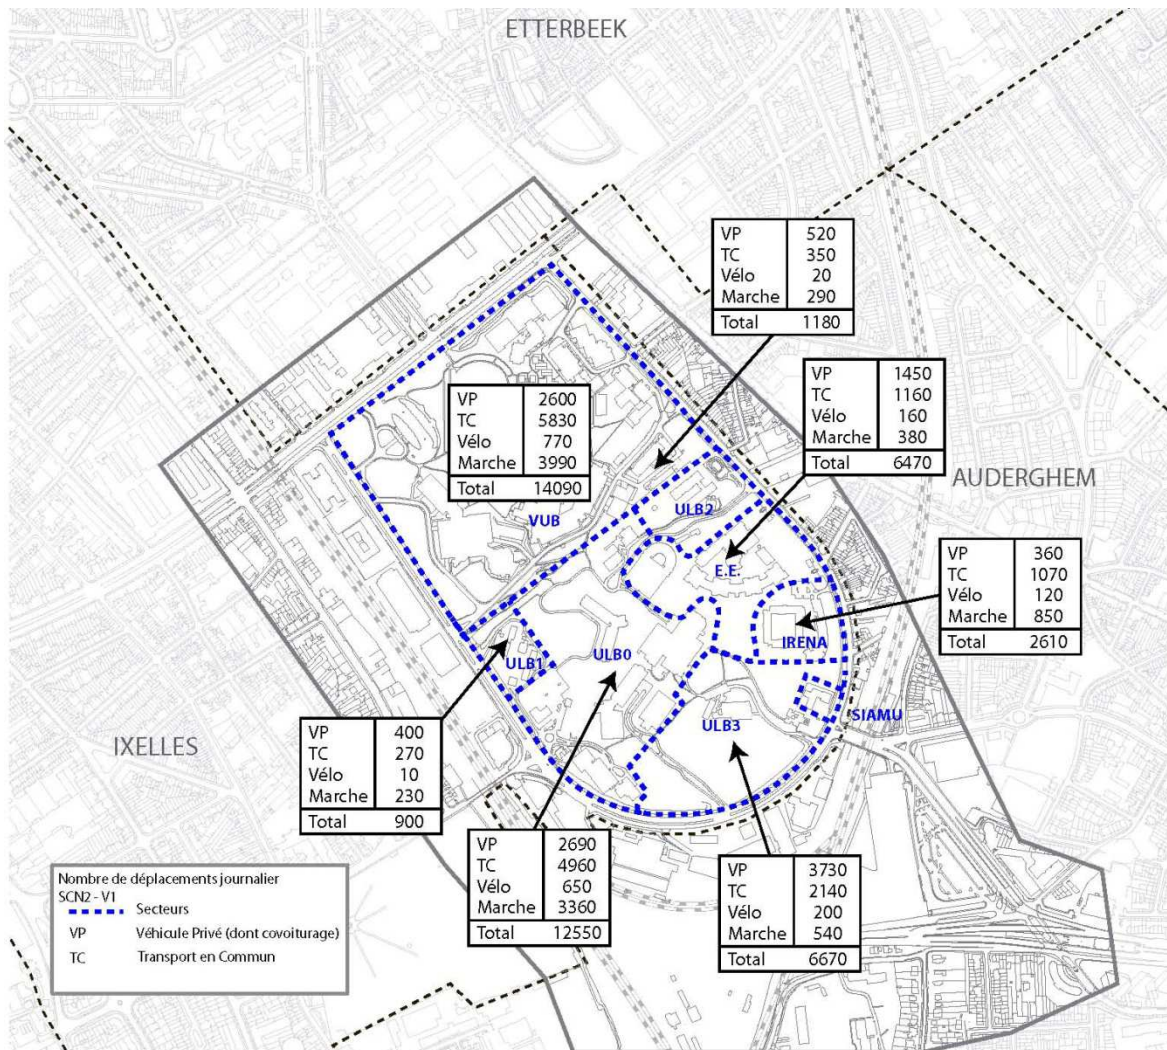 ETTERBEEK
VP 520
TC 350
Vélo 20
Marche 290
Total 1180
VP 1450
TC 1160
Vélo 160
Marche 380
Total 6470
VP 2600
TC 5830
Vélo 770
Marche 3990
Total 14090
AUDERGHEM
ULB2
VUB
E.E.
VP 360
TC 1070
Vélo 120
Marche 850
Total 2610
IRENA
ULB1
ULB0
SIAMU
ULB3
IXELLES
VP 400
TC 270
Vélo 10
Marche 230
Total 900
VP 2690
TC 4960
Vélo 650
Marche 3360
Total 12550
VP 3730
TC 2140
Vélo 200
Marche 540
Total 6670
Nombre de déplacements journalier
SCN2 - V1
Secteurs
VP Véhicule Privé (dont covoiturage)
TC Transport en Commun